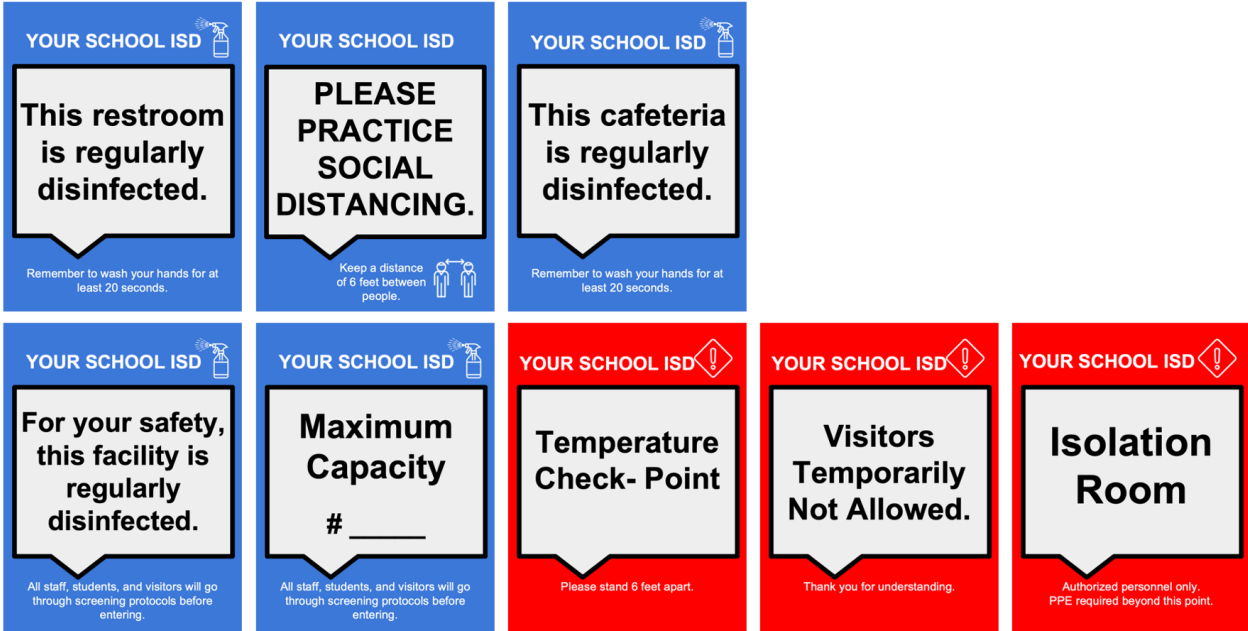 YOUR SCHOOL ISD
This restroom
is regularly
disinfected.
Remember to wash your hands for at
least 20 seconds.
YOUR SCHOOL ISD
PLEASE
PRACTICE
SOCIAL
DISTANCING.
Keep a distance
of 6 feet between
people.
YOUR SCHOOL ISD
This cafeteria
is regularly
disinfected.
Remember to wash your hands for at
least 20 seconds.
YOUR SCHOOL ISD
For your safety,
this facility is
regularly
disinfected.
All staff, students, and visitors will go
through screening protocols before
entering.
YOUR SCHOOL ISD
Maximum
Capacity
# _____
All staff, students, and visitors will go
through screening protocols before
entering.
YOUR SCHOOL ISD
Temperature
Check- Point
Please stand 6 feet apart.
YOUR SCHOOL ISD
Visitors
Temporarily
Not Allowed.
Thank you for understanding.
YOUR SCHOOL ISD
Isolation
Room
Authorized personnel only.
PPE required beyond this point.